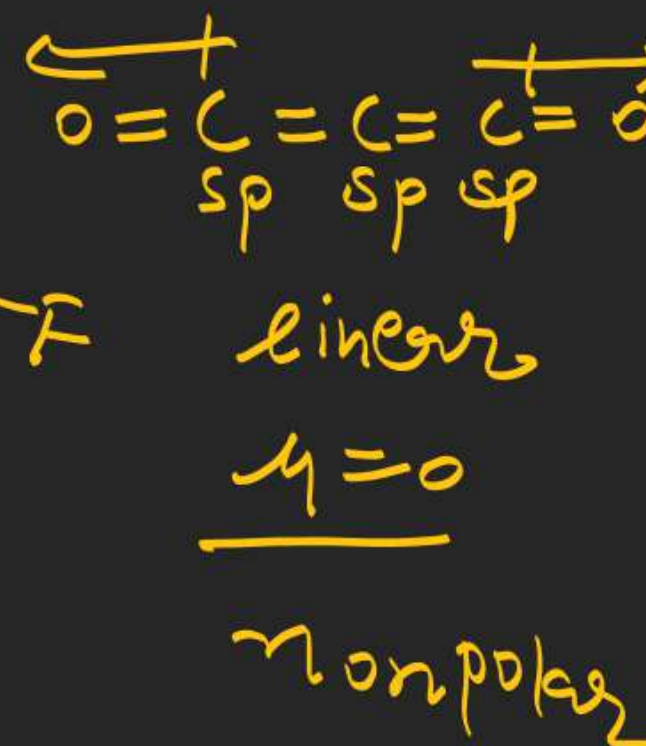 O = C = C = C = O
sp sp sp
-F
linear
μ = 0
nonpolar